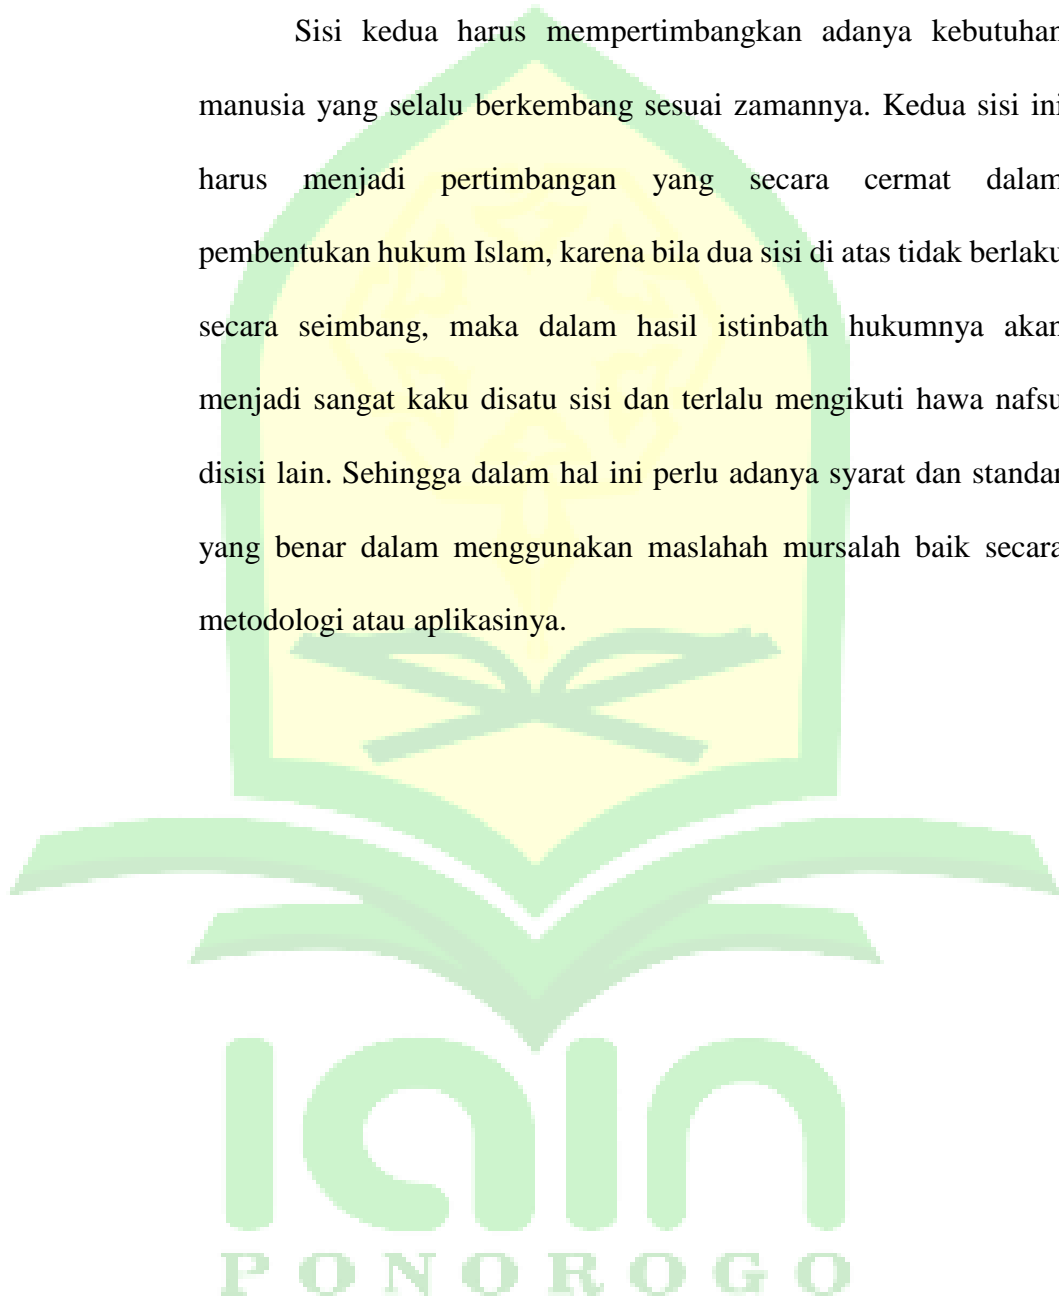 Sisi kedua harus mempertimbangkan adanya kebutuhan
manusia yang selalu berkembang sesuai zamannya. Kedua sisi ini
harus menjadi pertimbangan yang secara cermat dalam
pembentukan hukum Islam, karena bila dua sisi di atas tidak berlaku
secara seimbang, maka dalam hasil istinbath hukumnya akan
menjadi sangat kaku disatu sisi dan terlalu mengikuti hawa nafsu
disisi lain. Sehingga dalam hal ini perlu adanya syarat dan standar
yang benar dalam menggunakan maslahah mursalah baik secara
metodologi atau aplikasinya.
iain
PONOROGO